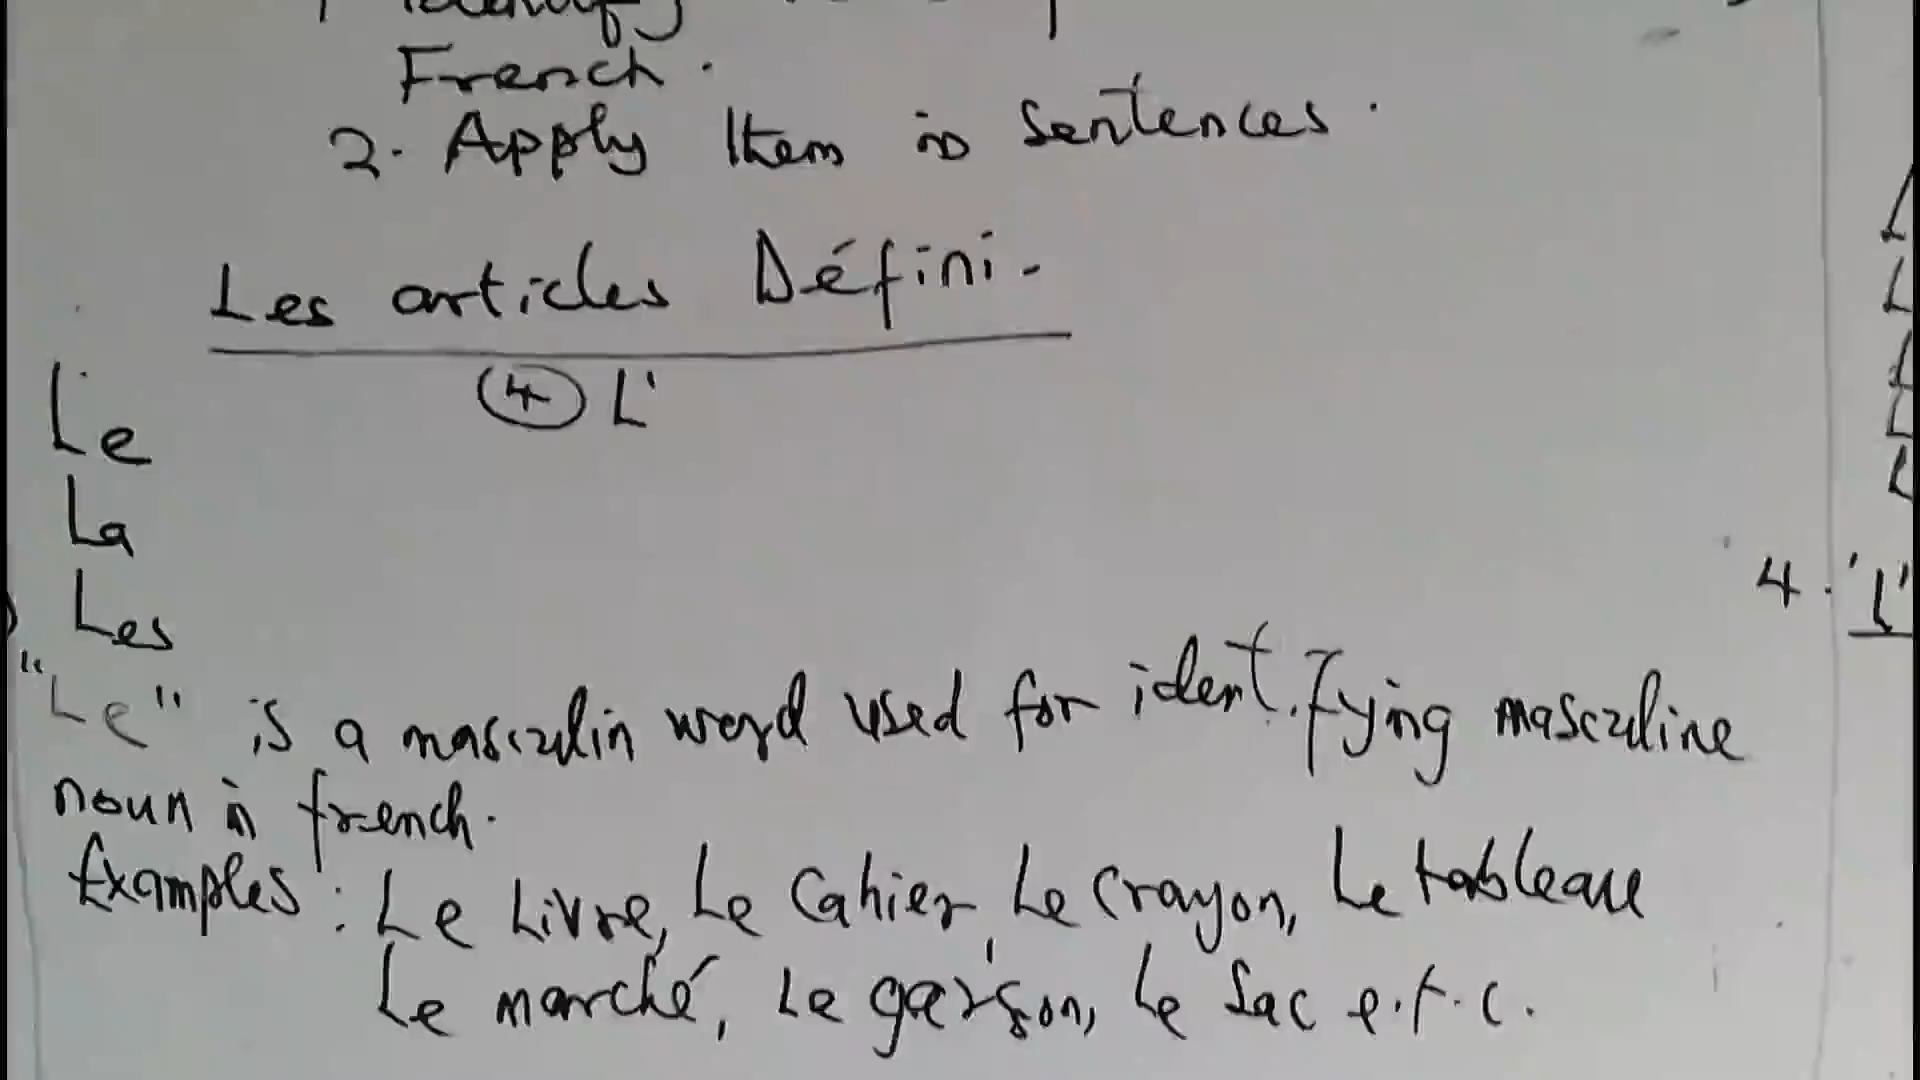 French.
2. Apply them in sentences.
Les articles Défini.
④ L'
Le
La
Les
"Le" is a masculin word used for identifying masculine
noun in french.
Examples: Le Livre, Le Cahier, Le Crayon, Le tableau
Le marché, Le garçon, Le Sac e.t.c.
4. 'L'